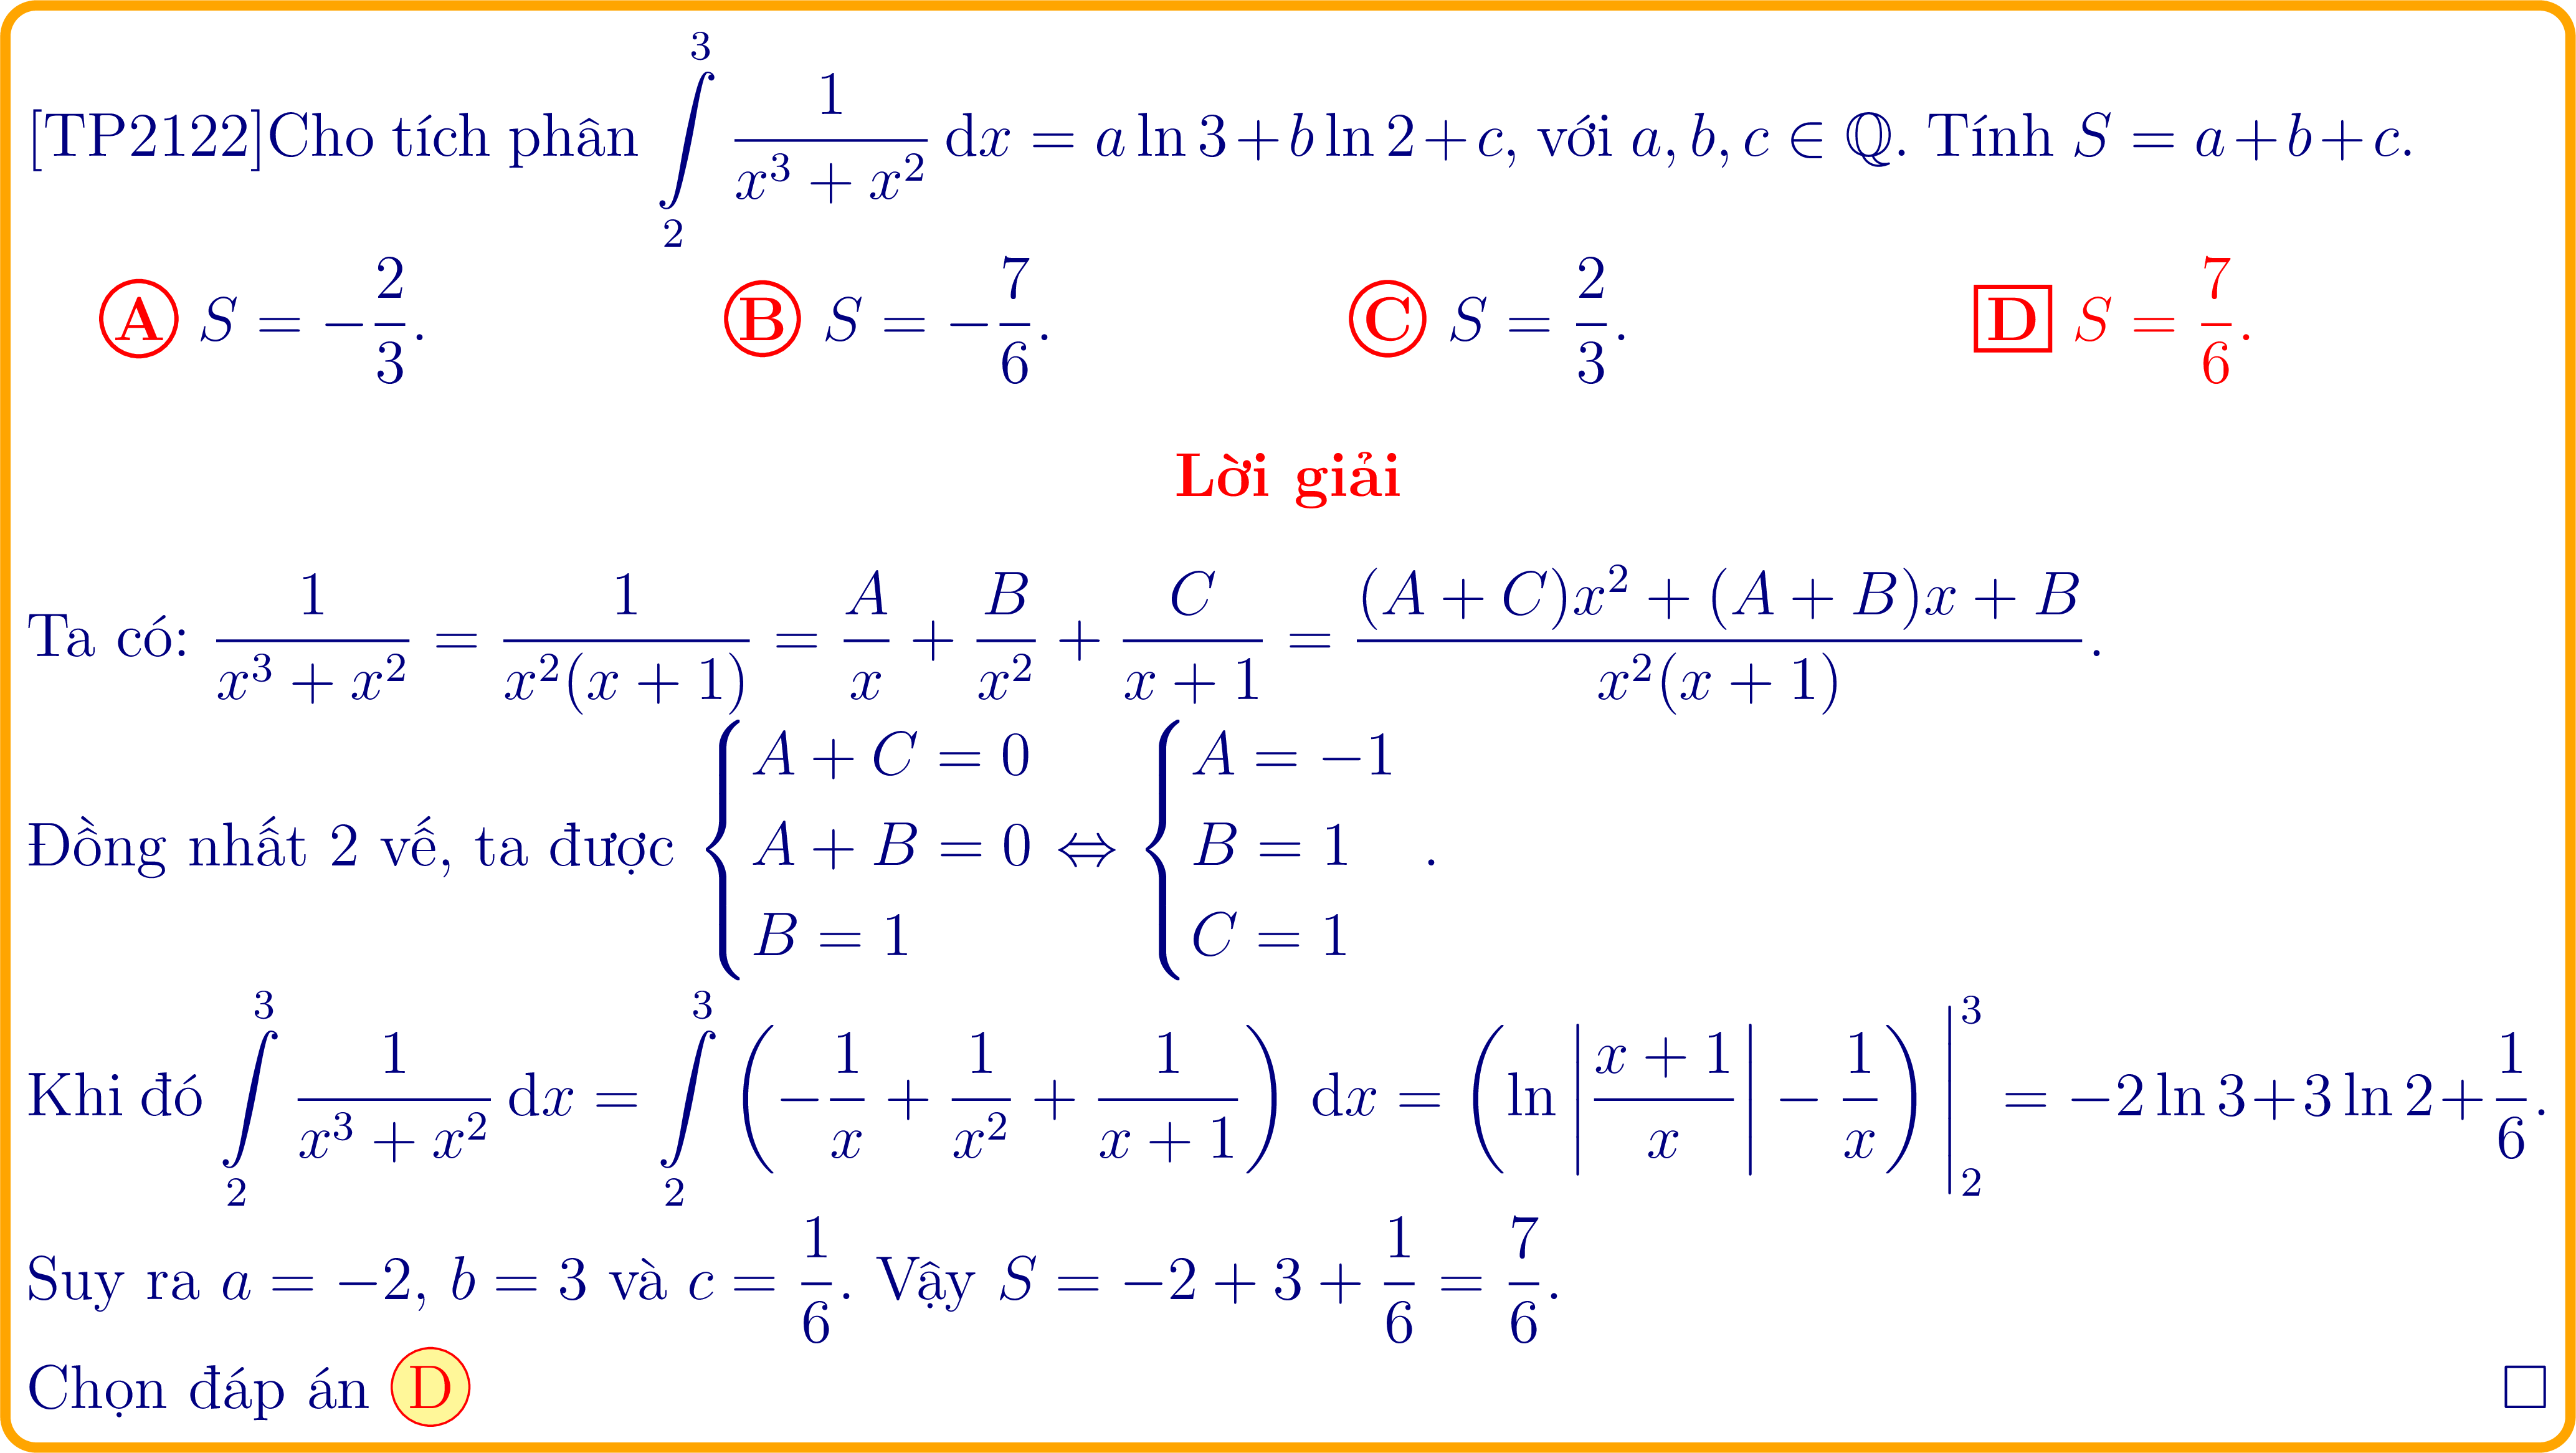 [TP2122]Cho tích phân $\int\limits_{2}^{3} \frac{1}{x^3+x^2}\,\mathrm{d}x = a\ln 3+b\ln 2+c$, với $a, b, c \in \mathbb{Q}$. Tính $S = a+b+c$.
Ⓐ $S = -\frac{2}{3}$. Ⓑ $S = -\frac{7}{6}$. Ⓒ $S = \frac{2}{3}$. D $S = \frac{7}{6}$.
Lời giải
Ta có: $\frac{1}{x^3+x^2} = \frac{1}{x^2(x+1)} = \frac{A}{x} + \frac{B}{x^2} + \frac{C}{x+1} = \frac{(A+C)x^2+(A+B)x+B}{x^2(x+1)}$.
Đồng nhất 2 vế, ta được $\begin{cases} A+C=0 \\ A+B=0 \\ B=1 \end{cases} \Leftrightarrow \begin{cases} A=-1 \\ B=1 \\ C=1 \end{cases}$.
Khi đó $\int\limits_{2}^{3} \frac{1}{x^3+x^2}\,\mathrm{d}x = \int\limits_{2}^{3} \left(-\frac{1}{x}+\frac{1}{x^2}+\frac{1}{x+1}\right)\,\mathrm{d}x = \left(\ln\left|\frac{x+1}{x}\right|-\frac{1}{x}\right)\Big|_{2}^{3} = -2\ln 3+3\ln 2+\frac{1}{6}$.
Suy ra $a = -2$, $b = 3$ và $c = \frac{1}{6}$. Vậy $S = -2+3+\frac{1}{6} = \frac{7}{6}$.
Chọn đáp án Ⓓ □